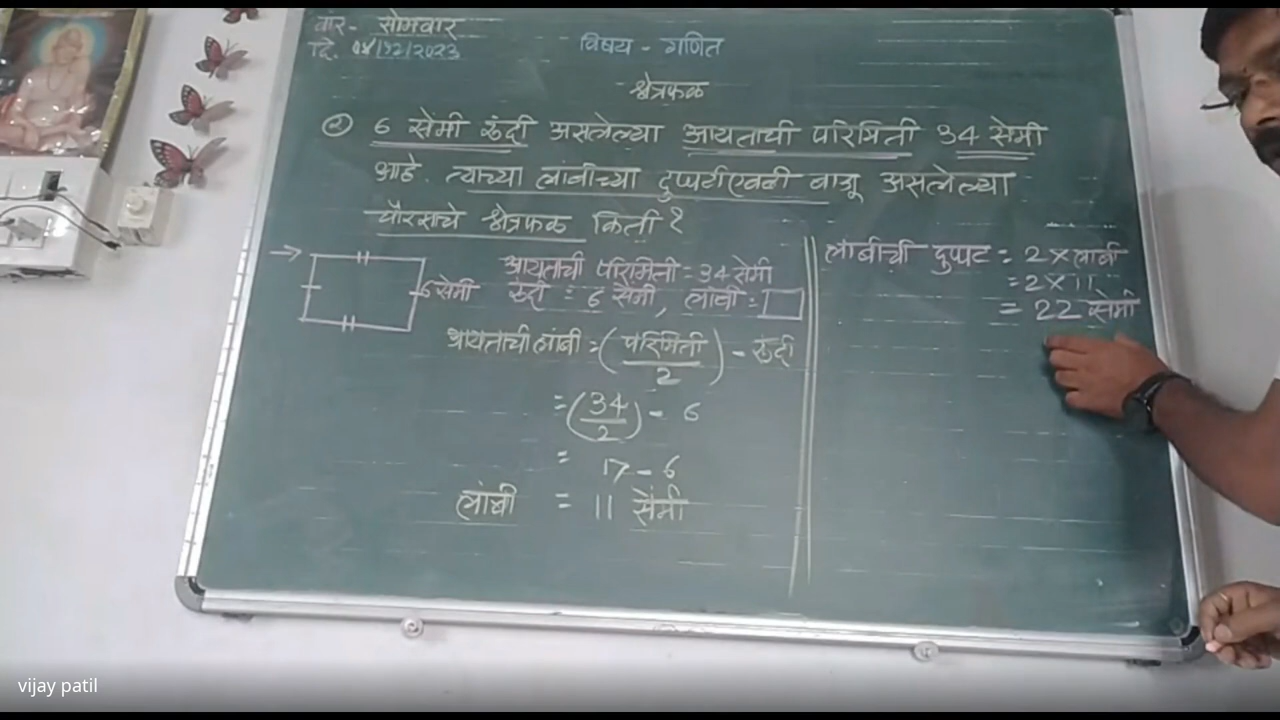 वार- सोमवार
दि. 04/12/2023
विषय - गणित
क्षेत्रफळ
२) 6 सेमी रुंदी असलेल्या आयताची परिमिती 34 सेमी
आहे. त्याच्या लांबीच्या दुप्पटीएवढी बाजू असलेल्या
चौरसाचे क्षेत्रफळ किती?
→ 6 सेमी
आयताची परिमिती = 34 सेमी
रुंदी = 6 सेमी, लांबी = □
आयताची लांबी = (परिमिती/2) - रुंदी
= (34/2) - 6
= 17 - 6
लांबी = 11 सेंमी
लांबीची दुप्पट = 2 × लांबी
= 2 × 11
= 22 सेमी
vijay patil